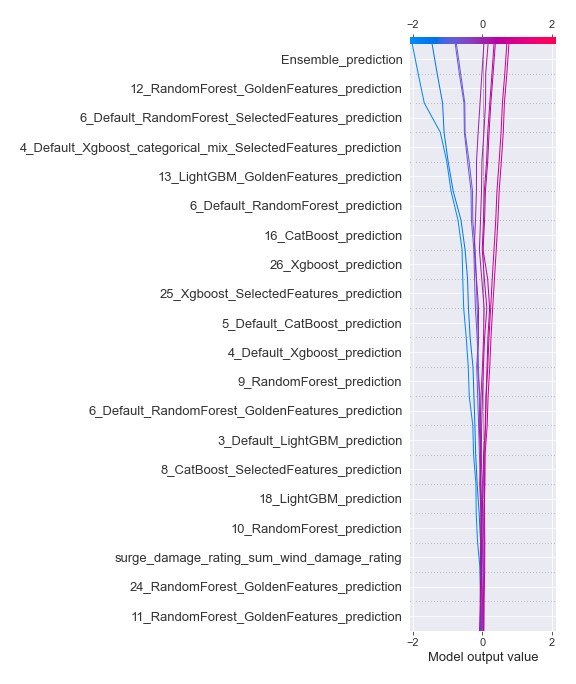 −2 0 2
Ensemble_prediction
12_RandomForest_GoldenFeatures_prediction
6_Default_RandomForest_SelectedFeatures_prediction
4_Default_Xgboost_categorical_mix_SelectedFeatures_prediction
13_LightGBM_GoldenFeatures_prediction
6_Default_RandomForest_prediction
16_CatBoost_prediction
26_Xgboost_prediction
25_Xgboost_SelectedFeatures_prediction
5_Default_CatBoost_prediction
4_Default_Xgboost_prediction
9_RandomForest_prediction
6_Default_RandomForest_GoldenFeatures_prediction
3_Default_LightGBM_prediction
8_CatBoost_SelectedFeatures_prediction
18_LightGBM_prediction
10_RandomForest_prediction
surge_damage_rating_sum_wind_damage_rating
24_RandomForest_GoldenFeatures_prediction
11_RandomForest_GoldenFeatures_prediction
−2 0 2
Model output value